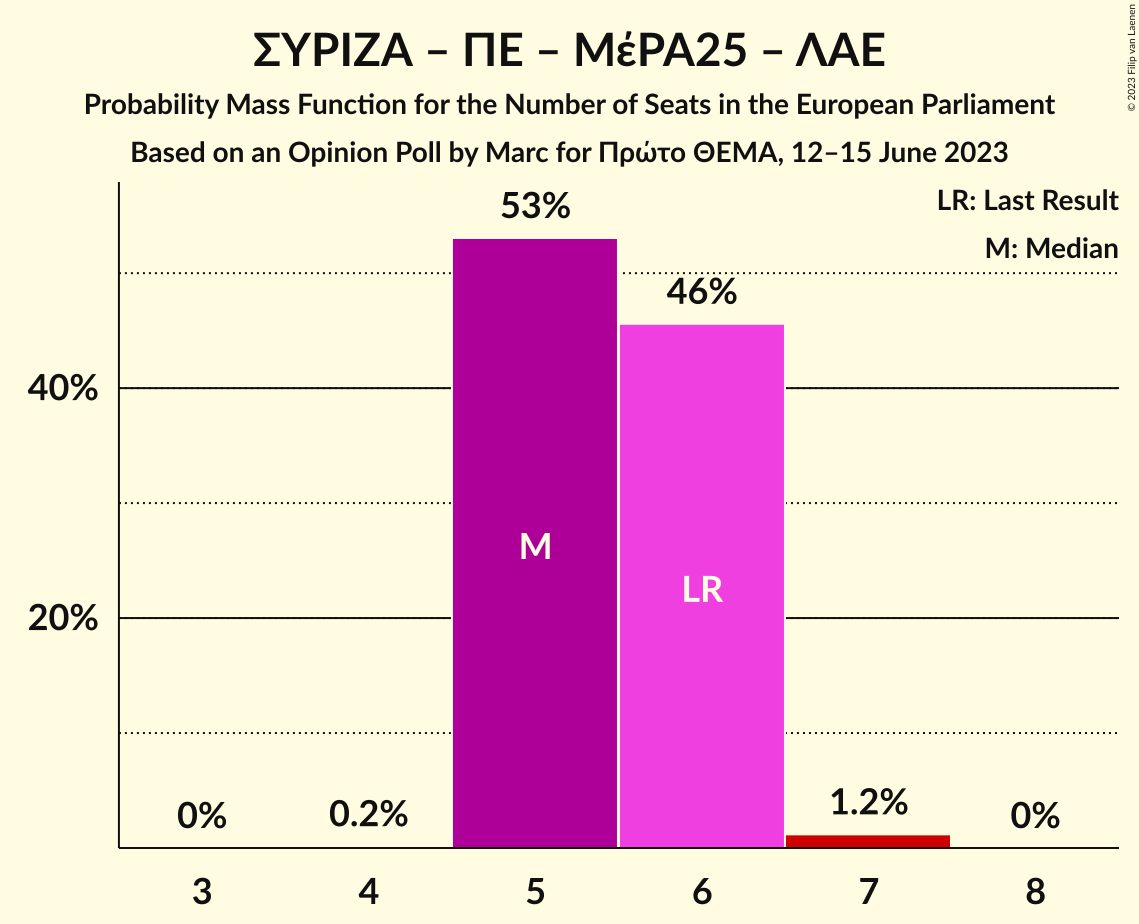 ΣΥΡΙΖΑ – ΠΕ – ΜέΡΑ25 – ΛΑΕ
Probability Mass Function for the Number of Seats in the European Parliament
Based on an Opinion Poll by Marc for Πρώτο ΘΕΜΑ, 12–15 June 2023
© 2023 Filip van Laenen
LR: Last Result
M: Median
53%
46%
40%
20%
M
LR
0%
0.2%
1.2%
0%
3 4 5 6 7 8